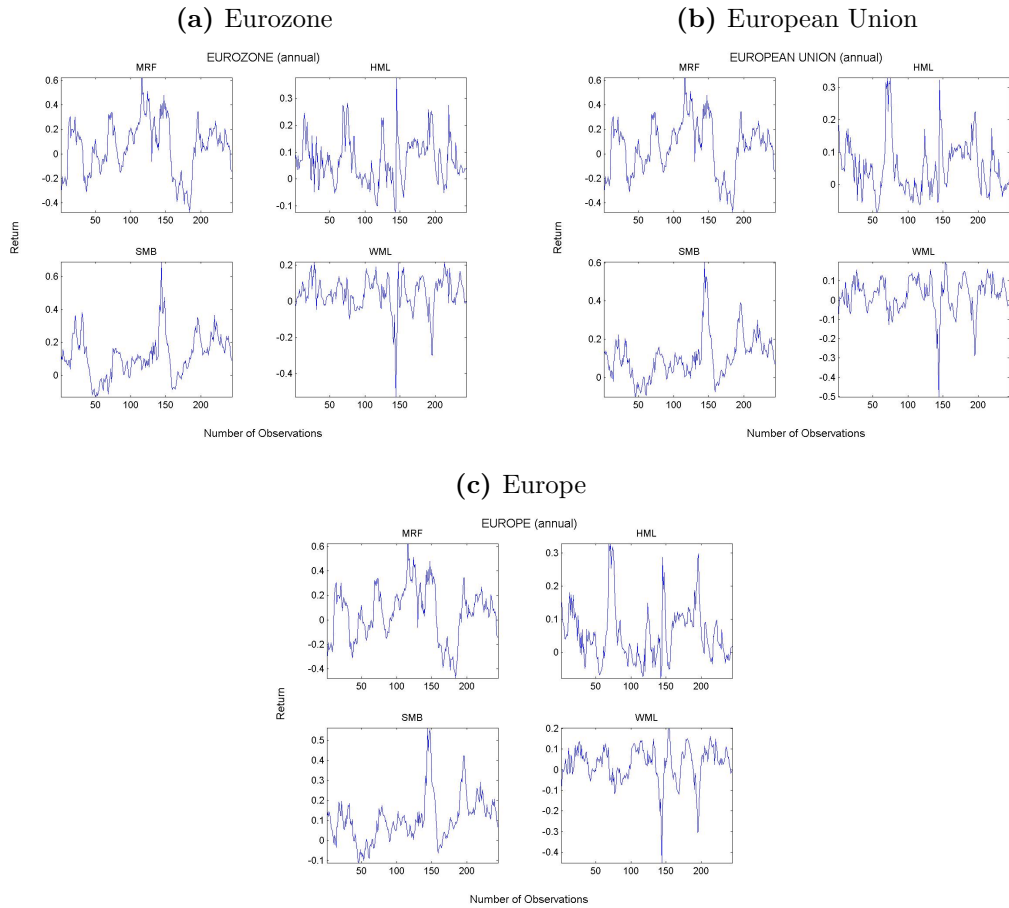 (a) Eurozone
EUROZONE (annual)
MRF
HML
0.6
0.4
0.2
0
-0.2
-0.4
50 100 150 200
0.3
0.2
0.1
0
-0.1
50 100 150 200
Return
SMB
WML
0.6
0.4
0.2
0
50 100 150 200
0.2
0
-0.2
-0.4
50 100 150 200
Number of Observations
(b) European Union
EUROPEAN UNION (annual)
MRF
HML
0.6
0.4
0.2
0
-0.2
-0.4
50 100 150 200
0.3
0.2
0.1
0
50 100 150 200
Return
SMB
WML
0.6
0.4
0.2
0
50 100 150 200
0.1
0
-0.1
-0.2
-0.3
-0.4
-0.5
50 100 150 200
Number of Observations
(c) Europe
EUROPE (annual)
MRF
HML
0.6
0.4
0.2
0
-0.2
-0.4
50 100 150 200
0.3
0.2
0.1
0
50 100 150 200
Return
SMB
WML
0.5
0.4
0.3
0.2
0.1
0
-0.1
50 100 150 200
0.2
0.1
0
-0.1
-0.2
-0.3
-0.4
50 100 150 200
Number of Observations